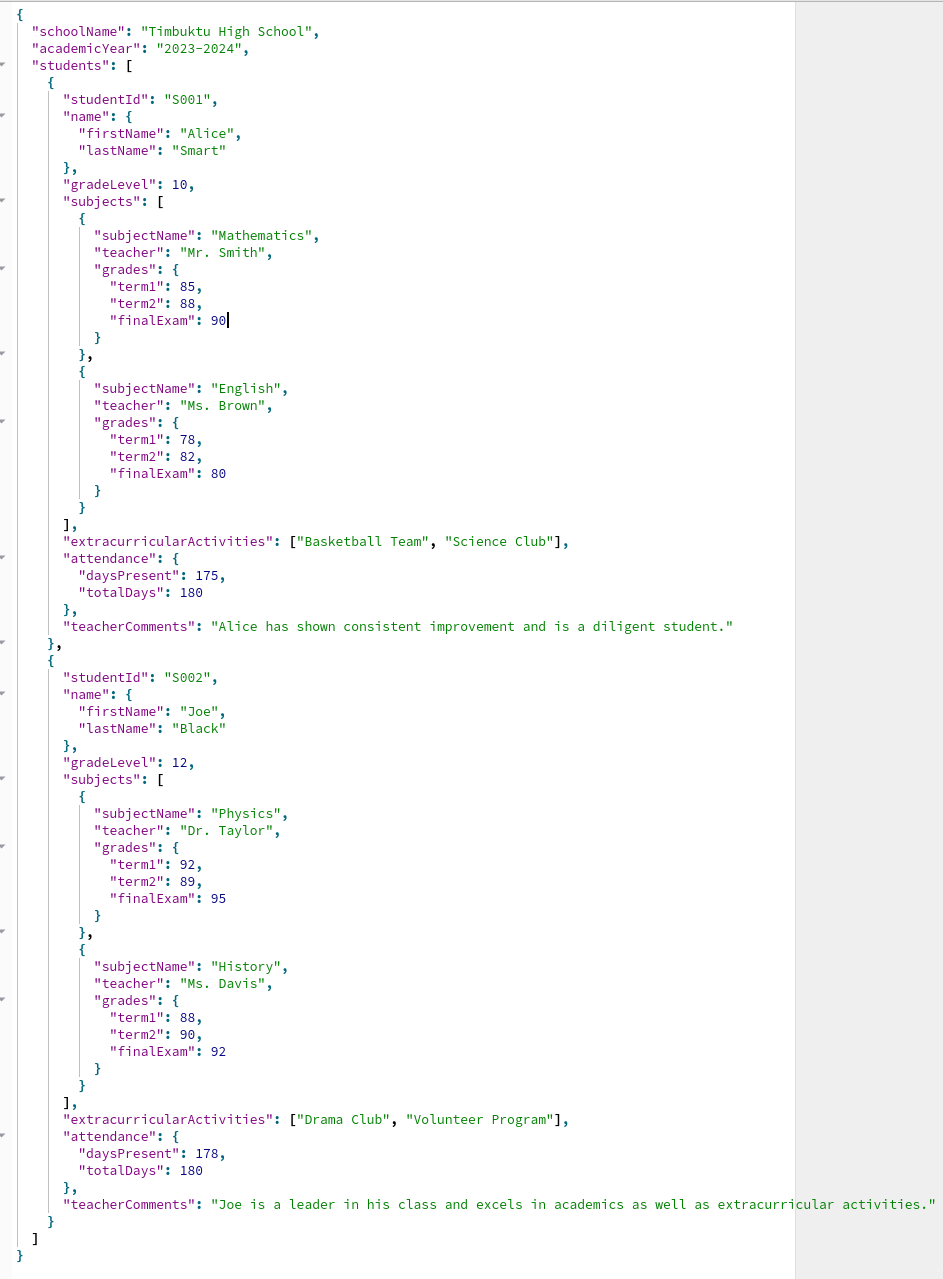 {
  "schoolName": "Timbuktu High School",
  "academicYear": "2023-2024",
  "students": [
    {
      "studentId": "S001",
      "name": {
        "firstName": "Alice",
        "lastName": "Smart"
      },
      "gradeLevel": 10,
      "subjects": [
        {
          "subjectName": "Mathematics",
          "teacher": "Mr. Smith",
          "grades": {
            "term1": 85,
            "term2": 88,
            "finalExam": 90
          }
        },
        {
          "subjectName": "English",
          "teacher": "Ms. Brown",
          "grades": {
            "term1": 78,
            "term2": 82,
            "finalExam": 80
          }
        }
      ],
      "extracurricularActivities": ["Basketball Team", "Science Club"],
      "attendance": {
        "daysPresent": 175,
        "totalDays": 180
      },
      "teacherComments": "Alice has shown consistent improvement and is a diligent student."
    },
    {
      "studentId": "S002",
      "name": {
        "firstName": "Joe",
        "lastName": "Black"
      },
      "gradeLevel": 12,
      "subjects": [
        {
          "subjectName": "Physics",
          "teacher": "Dr. Taylor",
          "grades": {
            "term1": 92,
            "term2": 89,
            "finalExam": 95
          }
        },
        {
          "subjectName": "History",
          "teacher": "Ms. Davis",
          "grades": {
            "term1": 88,
            "term2": 90,
            "finalExam": 92
          }
        }
      ],
      "extracurricularActivities": ["Drama Club", "Volunteer Program"],
      "attendance": {
        "daysPresent": 178,
        "totalDays": 180
      },
      "teacherComments": "Joe is a leader in his class and excels in academics as well as extracurricular activities."
    }
  ]
}